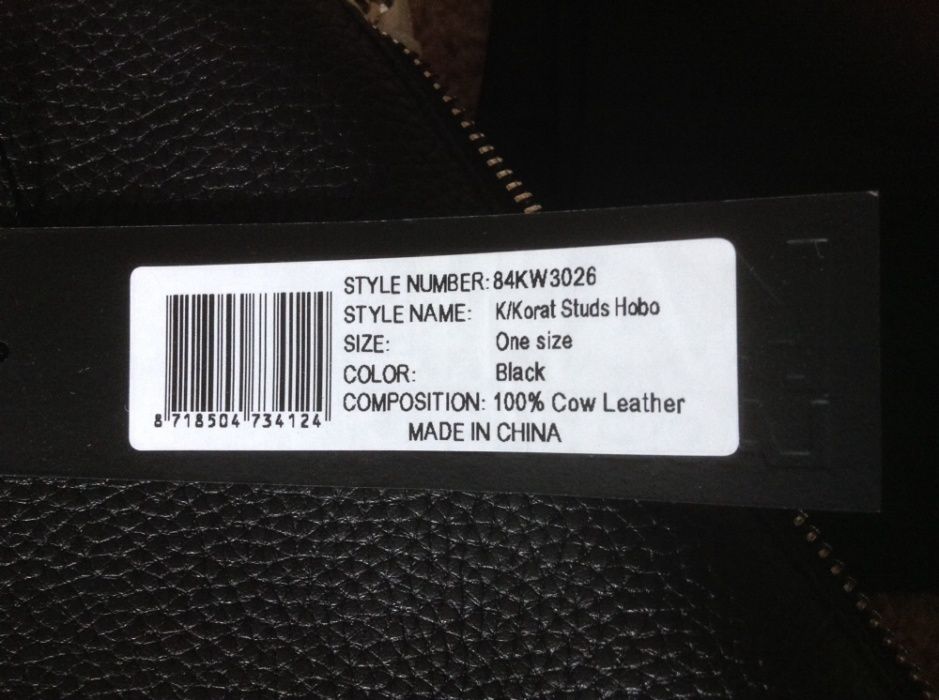 STYLE NUMBER: 84KW3026
STYLE NAME: K/Korat Studs Hobo
SIZE: One size
COLOR: Black
COMPOSITION: 100% Cow Leather
MADE IN CHINA
8 718504 734124